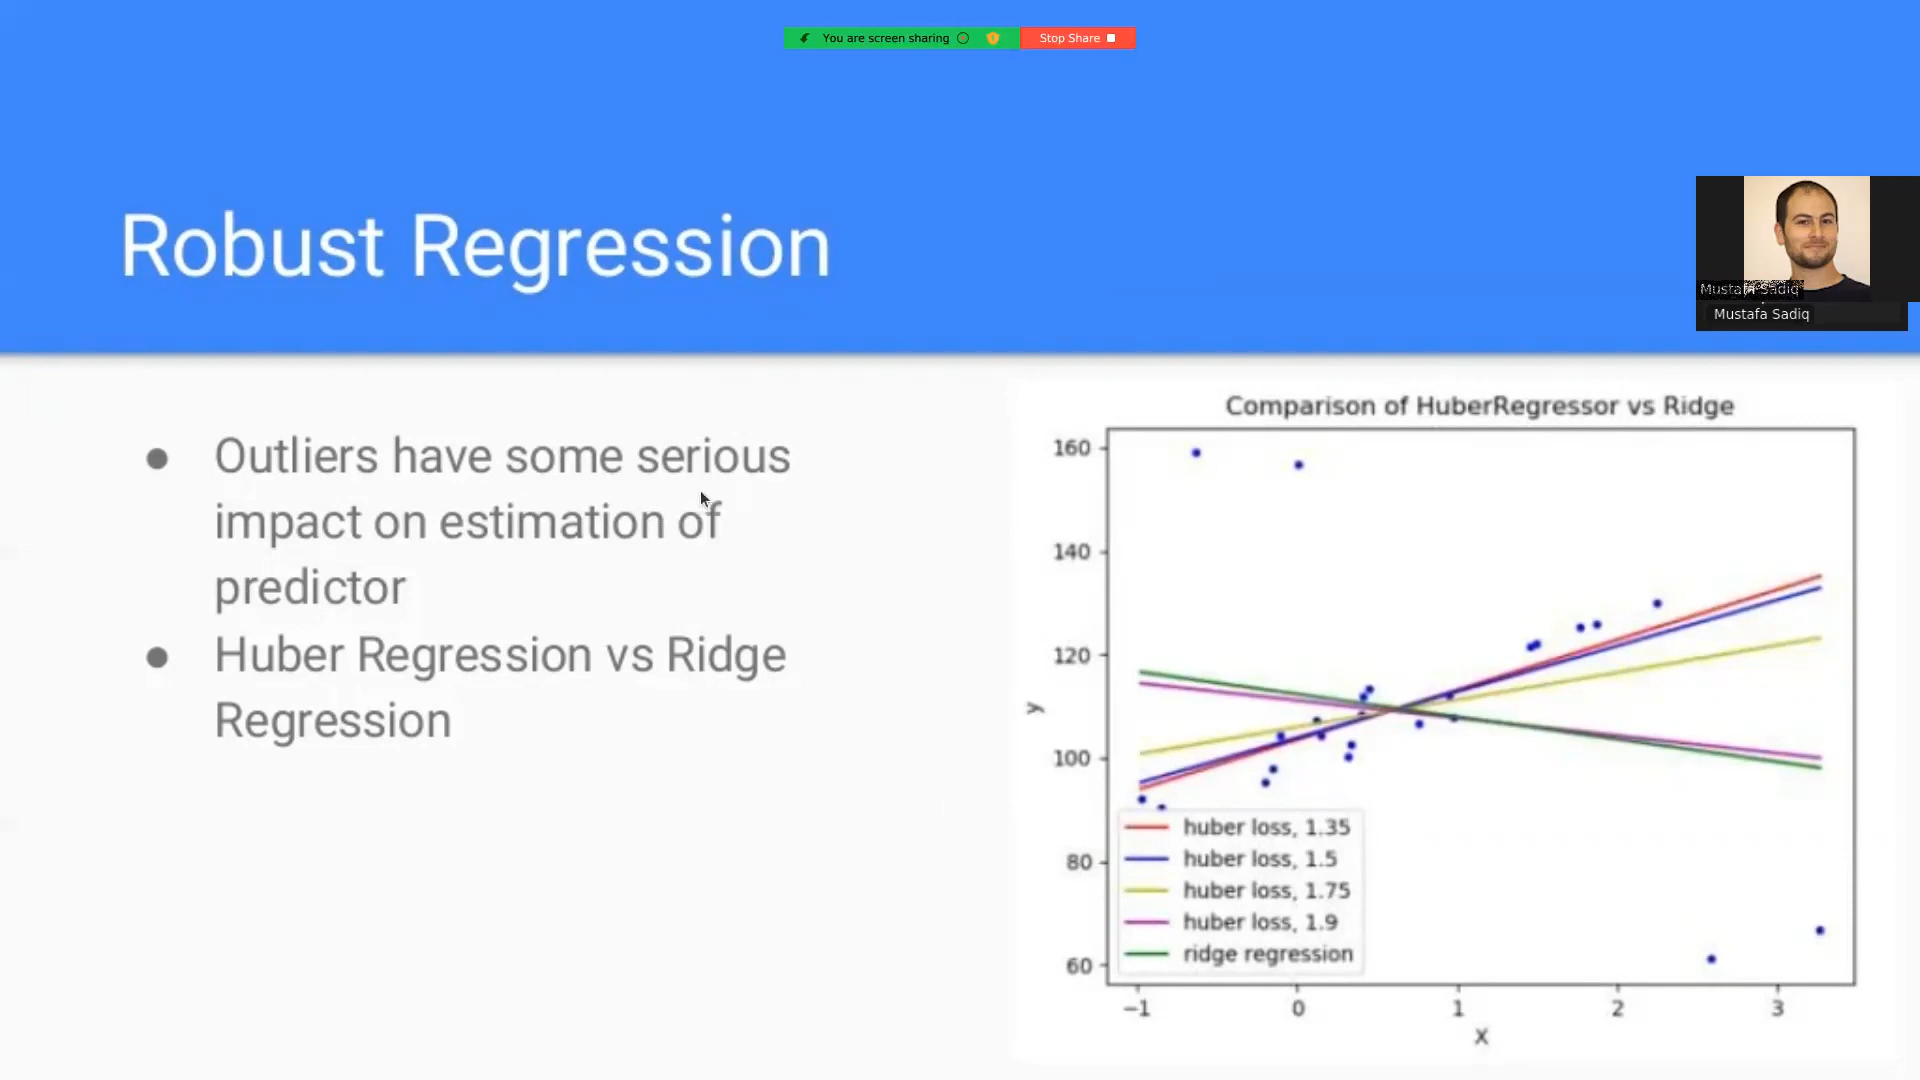 You are screen sharing
Stop Share
Robust Regression
Mustafa Sadiq
Mustafa Sadiq
Outliers have some serious
impact on estimation of
predictor
Huber Regression vs Ridge
Regression
Comparison of HuberRegressor vs Ridge
160
140
120
100
80
60
y
huber loss, 1.35
huber loss, 1.5
huber loss, 1.75
huber loss, 1.9
ridge regression
−1 0 1 2 3
X